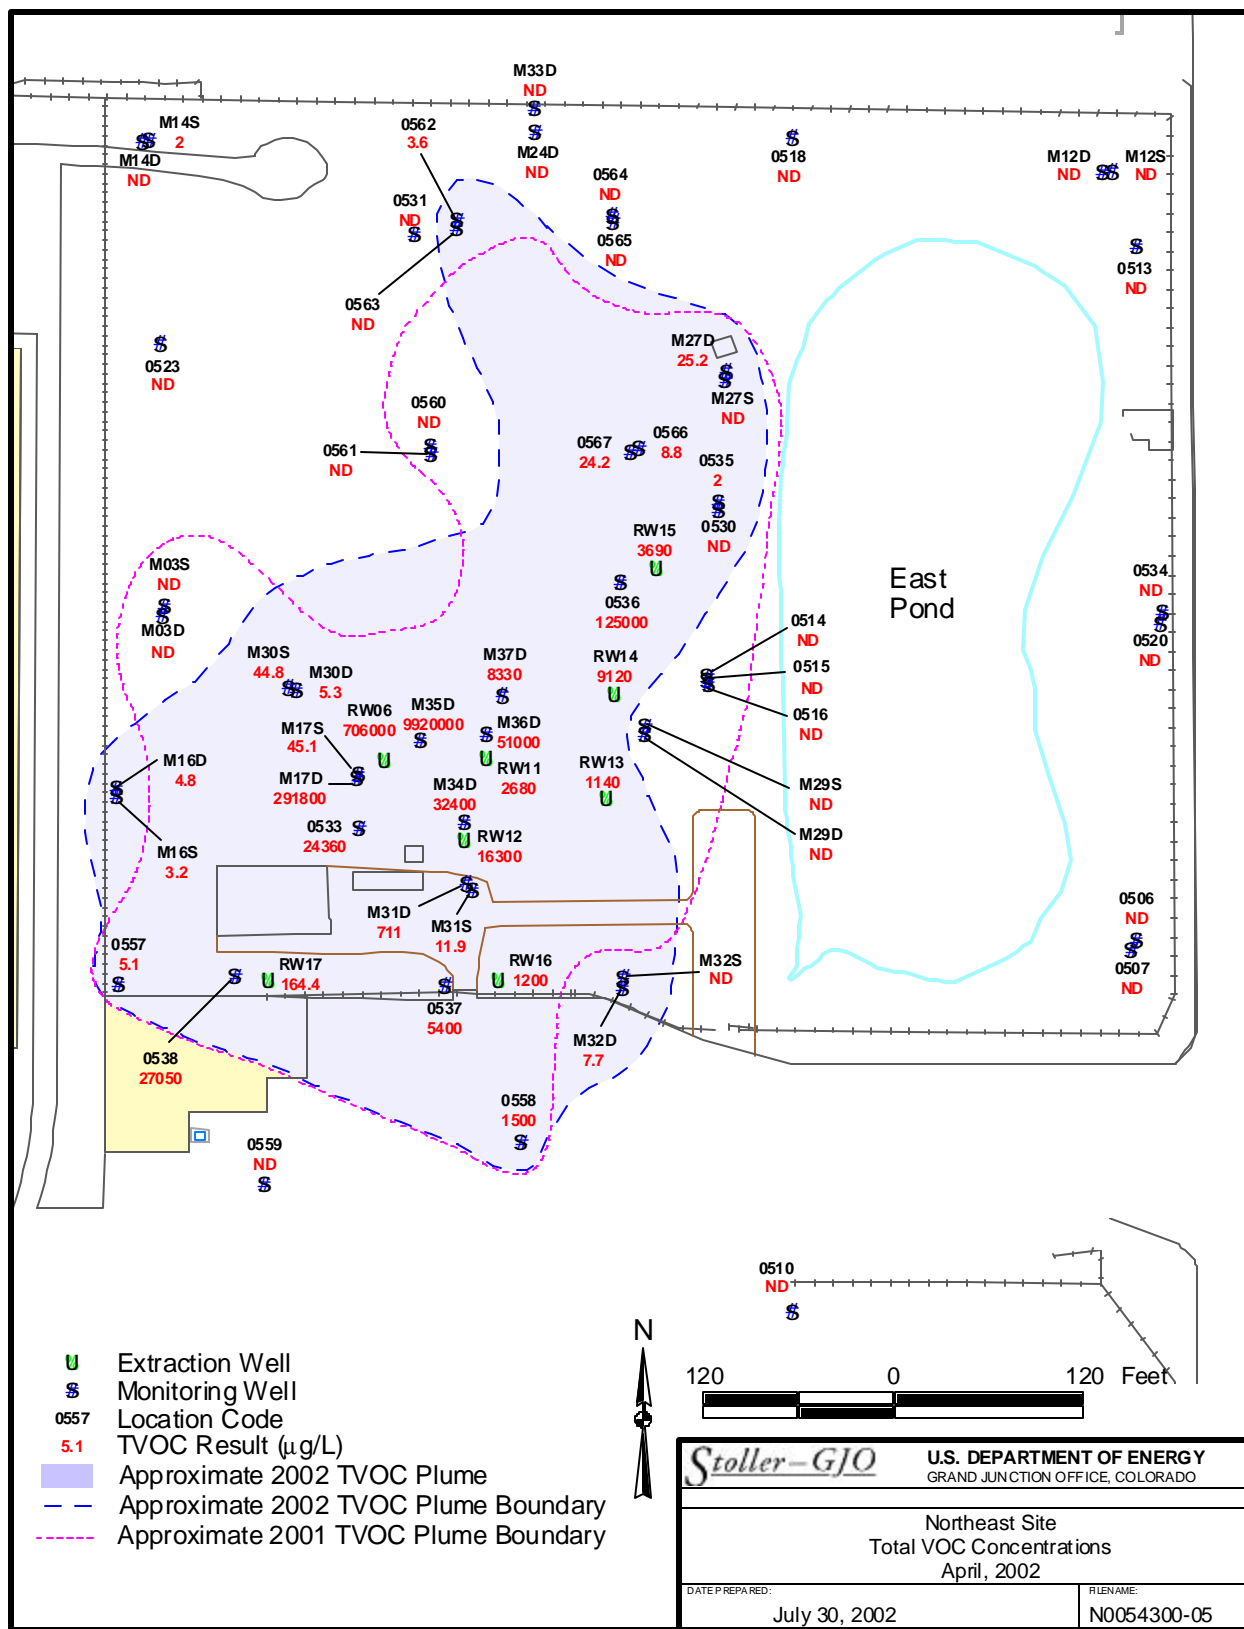 M33D
ND
M14S
2
0562
3.6
M24D
ND
M14D
ND
0518
ND
M12D
ND
M12S
ND
0564
ND
0531
ND
0565
ND
0513
ND
0563
ND
M27D
25.2
0523
ND
M27S
ND
0560
ND
0561
ND
0567
24.2
0566
8.8
0535
2
0530
ND
RW15
3690
M03S
ND
0536
125000
East
Pond
0534
ND
M03D
ND
0514
ND
0520
ND
M30S
44.8
M30D
5.3
M37D
8330
RW14
9120
0515
ND
0516
ND
RW06
706000
M35D
9920000
M17S
45.1
M36D
51000
M16D
4.8
M17D
291800
M34D
32400
RW11
2680
RW13
1140
M29S
ND
0533
24360
RW12
16300
M29D
ND
M16S
3.2
M31D
711
M31S
11.9
0506
ND
0557
5.1
RW17
164.4
RW16
1200
M32S
ND
0507
ND
0537
5400
M32D
7.7
0538
27050
0558
1500
0559
ND
0510
ND
N
120 0 120 Feet
Extraction Well
Monitoring Well
0557 Location Code
5.1 TVOC Result (µg/L)
Approximate 2002 TVOC Plume
Approximate 2002 TVOC Plume Boundary
Approximate 2001 TVOC Plume Boundary
Stoller–GJO
U.S. DEPARTMENT OF ENERGY
GRAND JUNCTION OFFICE, COLORADO
Northeast Site
Total VOC Concentrations
April, 2002
DATE PREPARED:
July 30, 2002
FILENAME:
N0054300-05